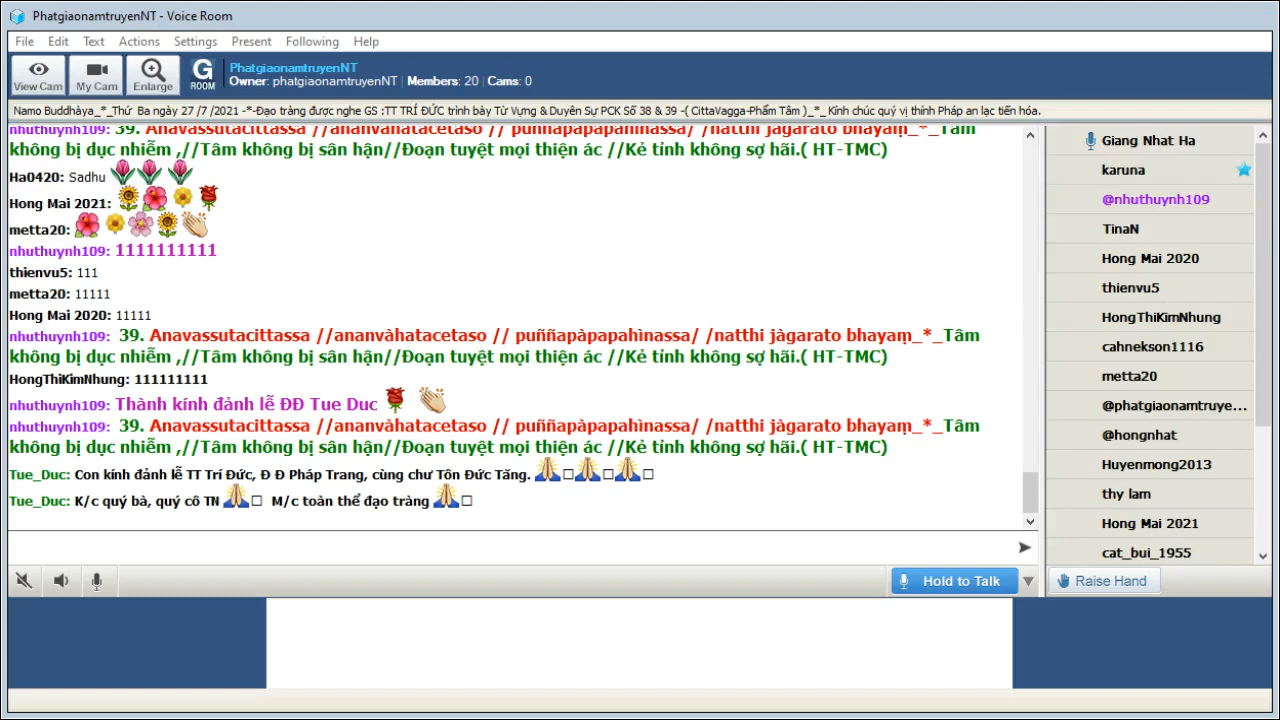 PhatgiaonamtruyenNT - Voice Room
File Edit Text Actions Settings Present Following Help
View Cam My Cam Enlarge G ROOM
PhatgiaonamtruyenNT
Owner: phatgiaonamtruyenNT | Members: 20 | Cams: 0
Namo Buddhàya_*_Thứ Ba ngày 27 /7 /2021 -*-Đạo tràng được nghe GS :TT TRÍ ĐỨC trình bày Từ Vựng & Duyên Sự PCK Số 38 & 39 -( CittaVagga-Phẩm Tâm )_*_ Kính chúc quý vị thính Pháp an lạc tiến hóa.
nhuthuynh109: 39. Anavassutacittassa //ananvàhatacetaso // puññapàpapahìnassa/ /natthi jàgarato bhayaṃ_*_Tâm
không bị dục nhiễm ,//Tâm không bị sân hận//Đoạn tuyệt mọi thiện ác //Kẻ tỉnh không sợ hãi.( HT-TMC)
Ha0420: Sadhu
Hong Mai 2021:
metta20:
nhuthuynh109: 1111111111
thienvu5: 111
metta20: 11111
Hong Mai 2020: 11111
nhuthuynh109: 39. Anavassutacittassa //ananvàhatacetaso // puññapàpapahìnassa/ /natthi jàgarato bhayaṃ_*_Tâm
không bị dục nhiễm ,//Tâm không bị sân hận//Đoạn tuyệt mọi thiện ác //Kẻ tỉnh không sợ hãi.( HT-TMC)
HongThiKimNhung: 111111111
nhuthuynh109: Thành kính đảnh lễ ĐĐ Tue Duc
nhuthuynh109: 39. Anavassutacittassa //ananvàhatacetaso // puññapàpapahìnassa/ /natthi jàgarato bhayaṃ_*_Tâm
không bị dục nhiễm ,//Tâm không bị sân hận//Đoạn tuyệt mọi thiện ác //Kẻ tỉnh không sợ hãi.( HT-TMC)
Tue_Duc: Con kính đảnh lễ TT Trí Đức, Đ Đ Pháp Trang, cùng chư Tôn Đức Tăng.
Tue_Duc: K/c quý bà, quý cô TN M/c toàn thể đạo tràng
Hold to Talk
Giang Nhat Ha
karuna
@nhuthuynh109
TinaN
Hong Mai 2020
thienvu5
HongThiKimNhung
cahnekson1116
metta20
@phatgiaonamtruye...
@hongnhat
Huyenmong2013
thy lam
Hong Mai 2021
cat_bui_1955
Raise Hand